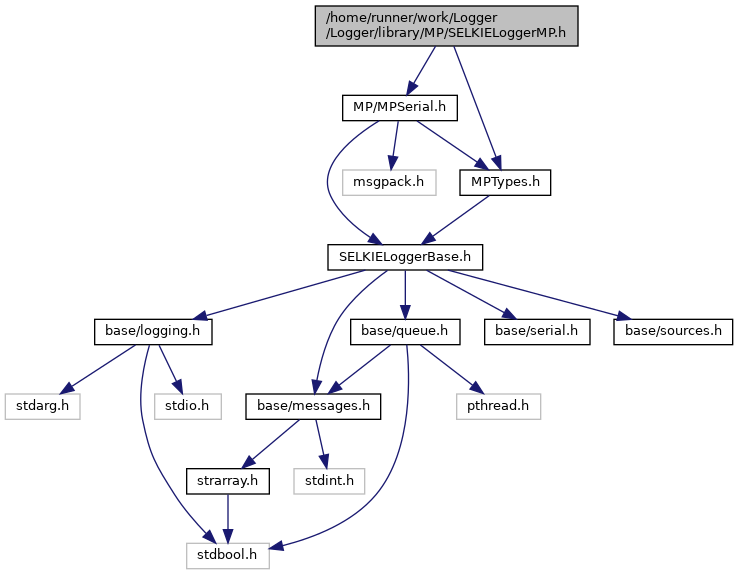 /home/runner/work/Logger
/Logger/library/MP/SELKIELoggerMP.h
MP/MPSerial.h
msgpack.h
MPTypes.h
SELKIELoggerBase.h
base/logging.h
base/queue.h
base/serial.h
base/sources.h
stdarg.h
stdio.h
base/messages.h
pthread.h
strarray.h
stdint.h
stdbool.h